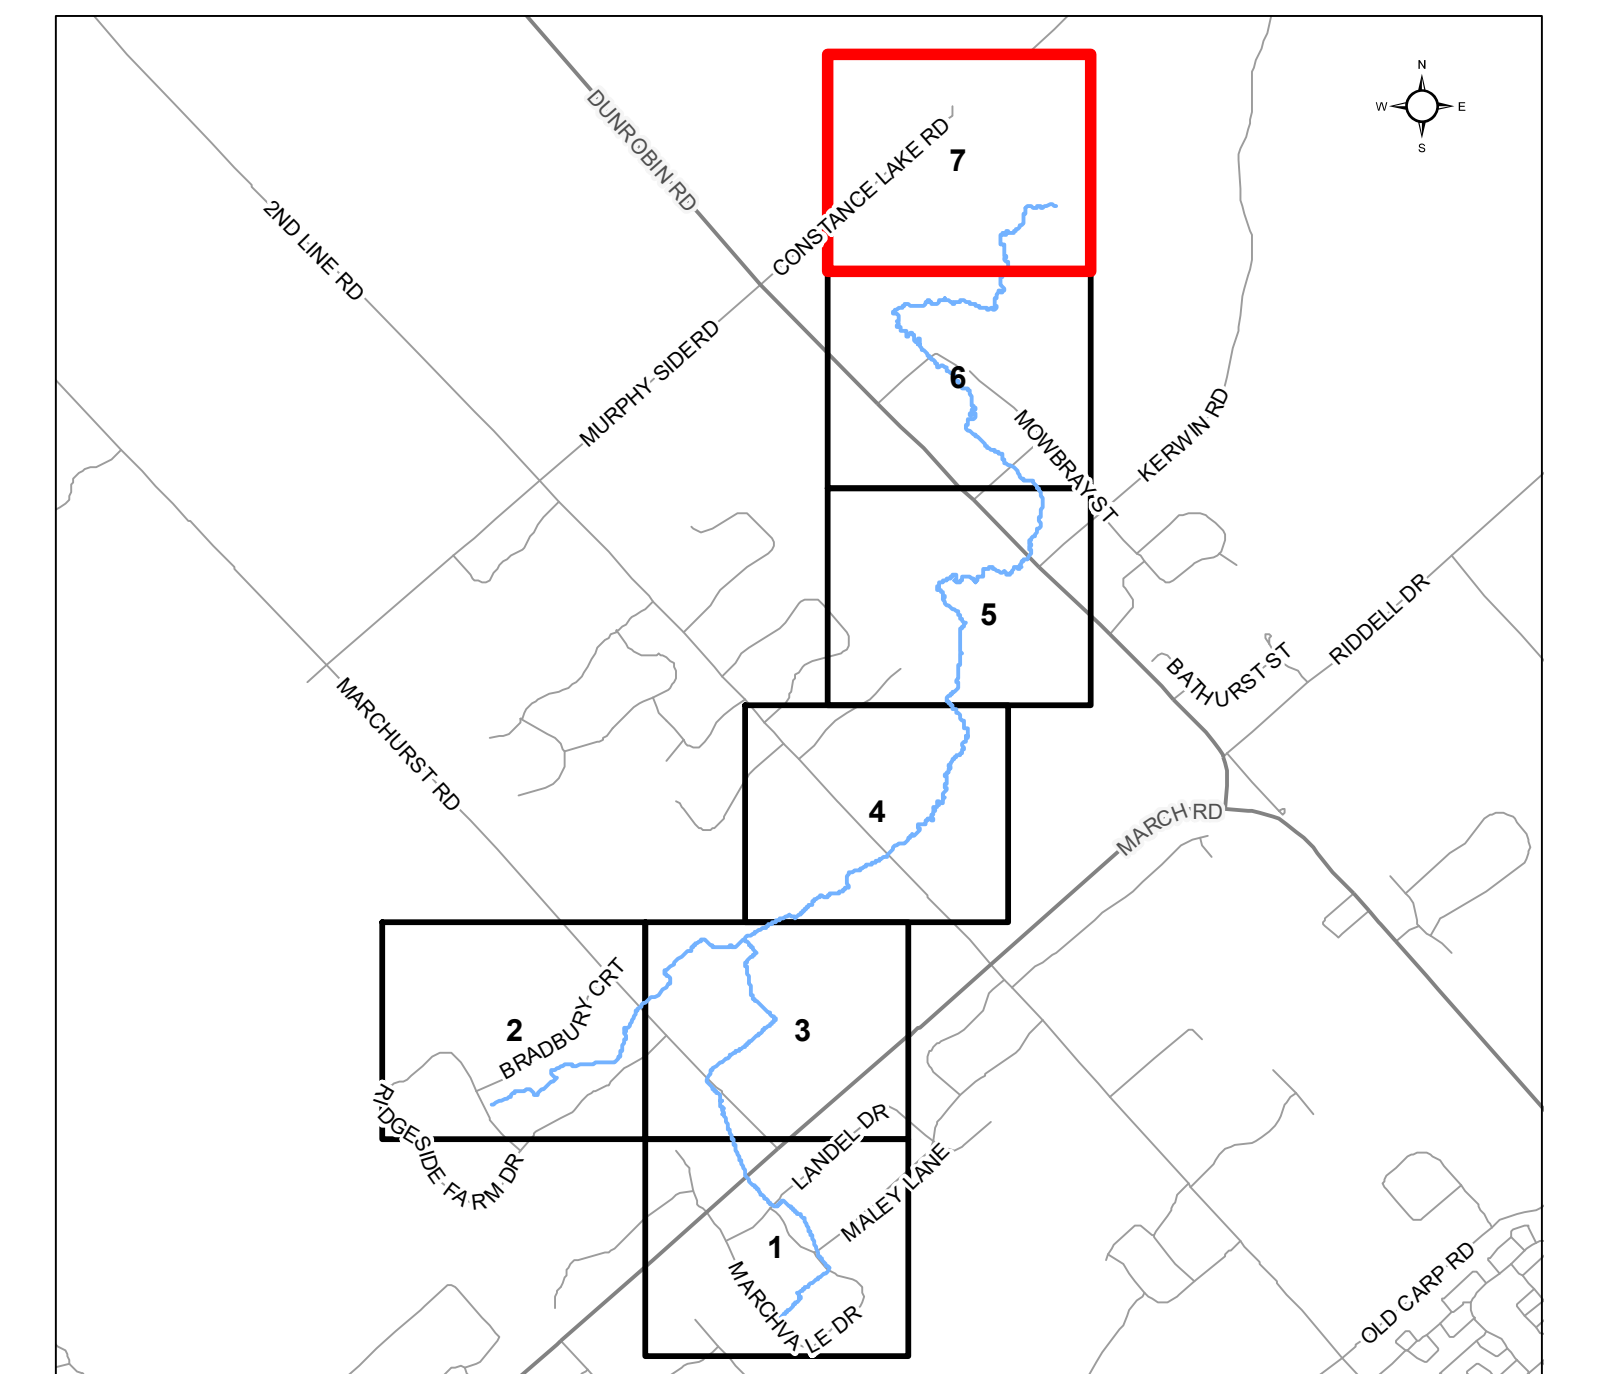 N
W E
S
DUNROBIN RD
CONSTANCE LAKE RD
7
2ND LINE RD
MURPHY SIDERD
6
MOWBRAY ST
KERWIN RD
5
RIDDELL DR
BATHURST ST
MARCHURST RD
4
MARCH RD
BRADBURY CRT
2
3
RIDGESIDE FARM DR
LANDEL DR
MALEY LANE
1
MARCHVALE DR
OLD CARP RD